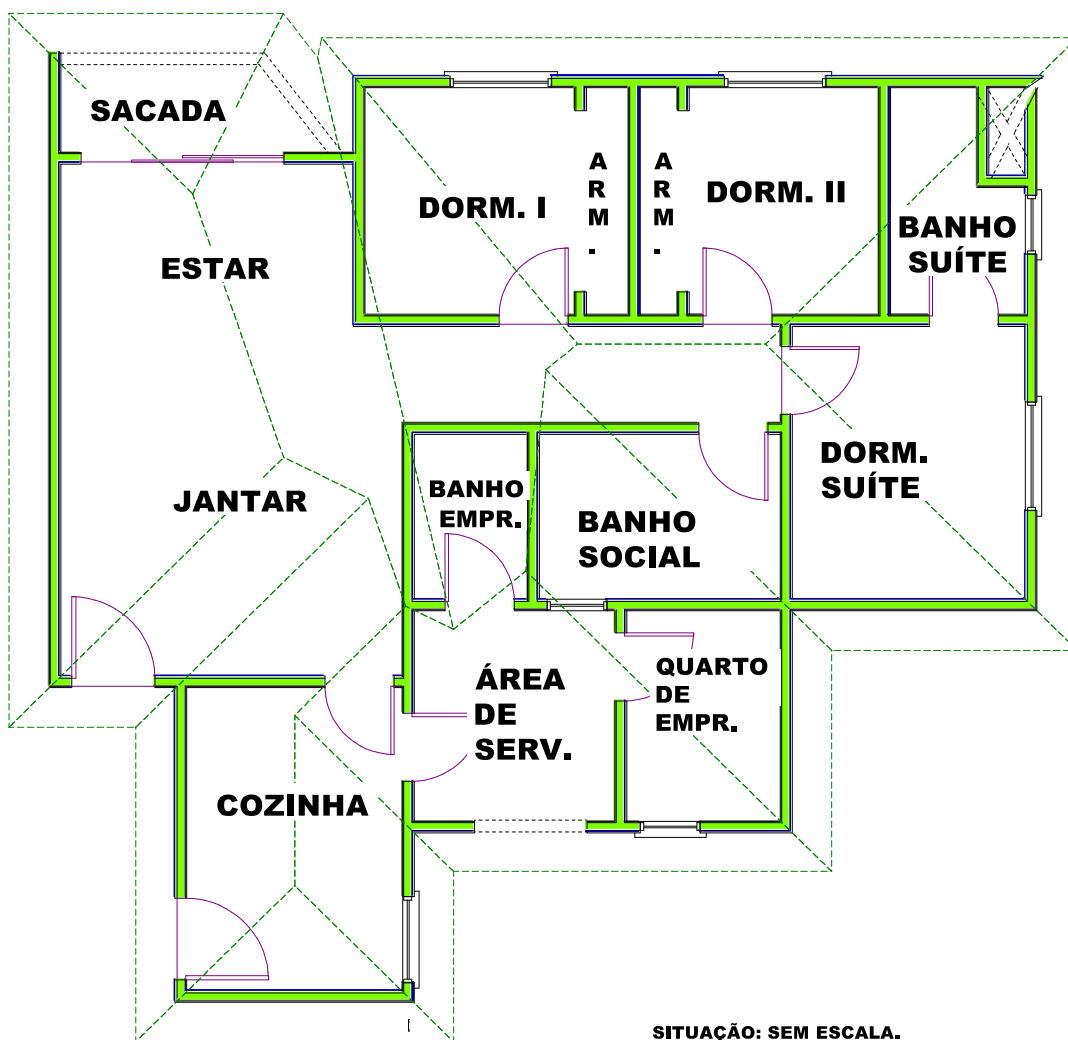 SACADA
ESTAR
JANTAR
DORM. I
A
R
M
.
A
R
M
.
DORM. II
BANHO
SUÍTE
DORM.
SUÍTE
BANHO
EMPR.
BANHO
SOCIAL
ÁREA
DE
SERV.
QUARTO
DE
EMPR.
COZINHA
SITUAÇÃO: SEM ESCALA.